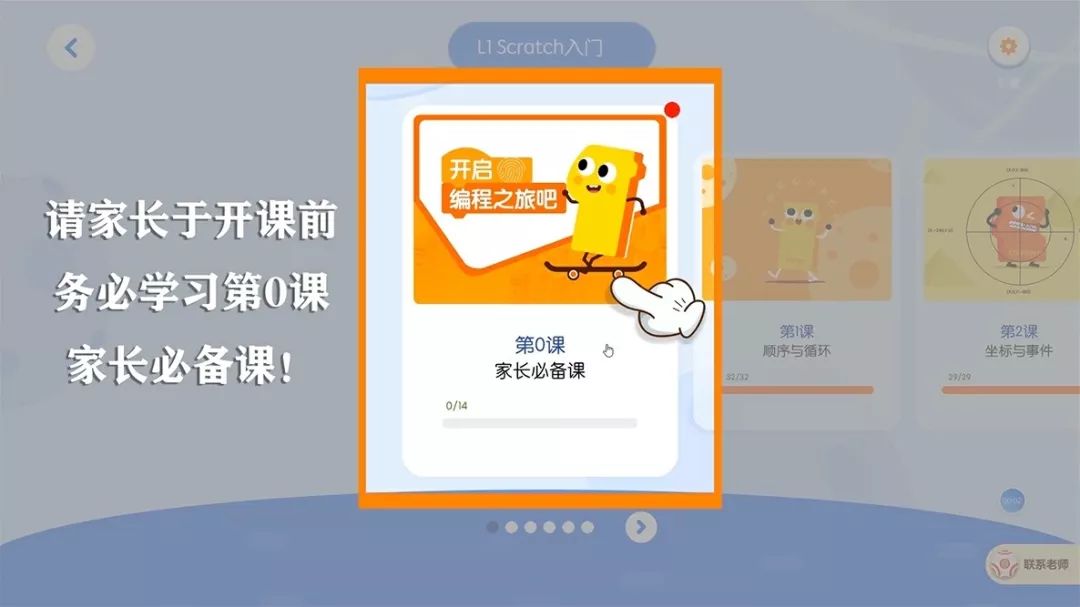 L1 Scratch入门
请家长于开课前
务必学习第0课
家长必备课!
开启
编程之旅吧
第0课
家长必备课
0/14
第1课
顺序与循环
32/32
第2课
坐标与事件
29/29
00:02
联系老师